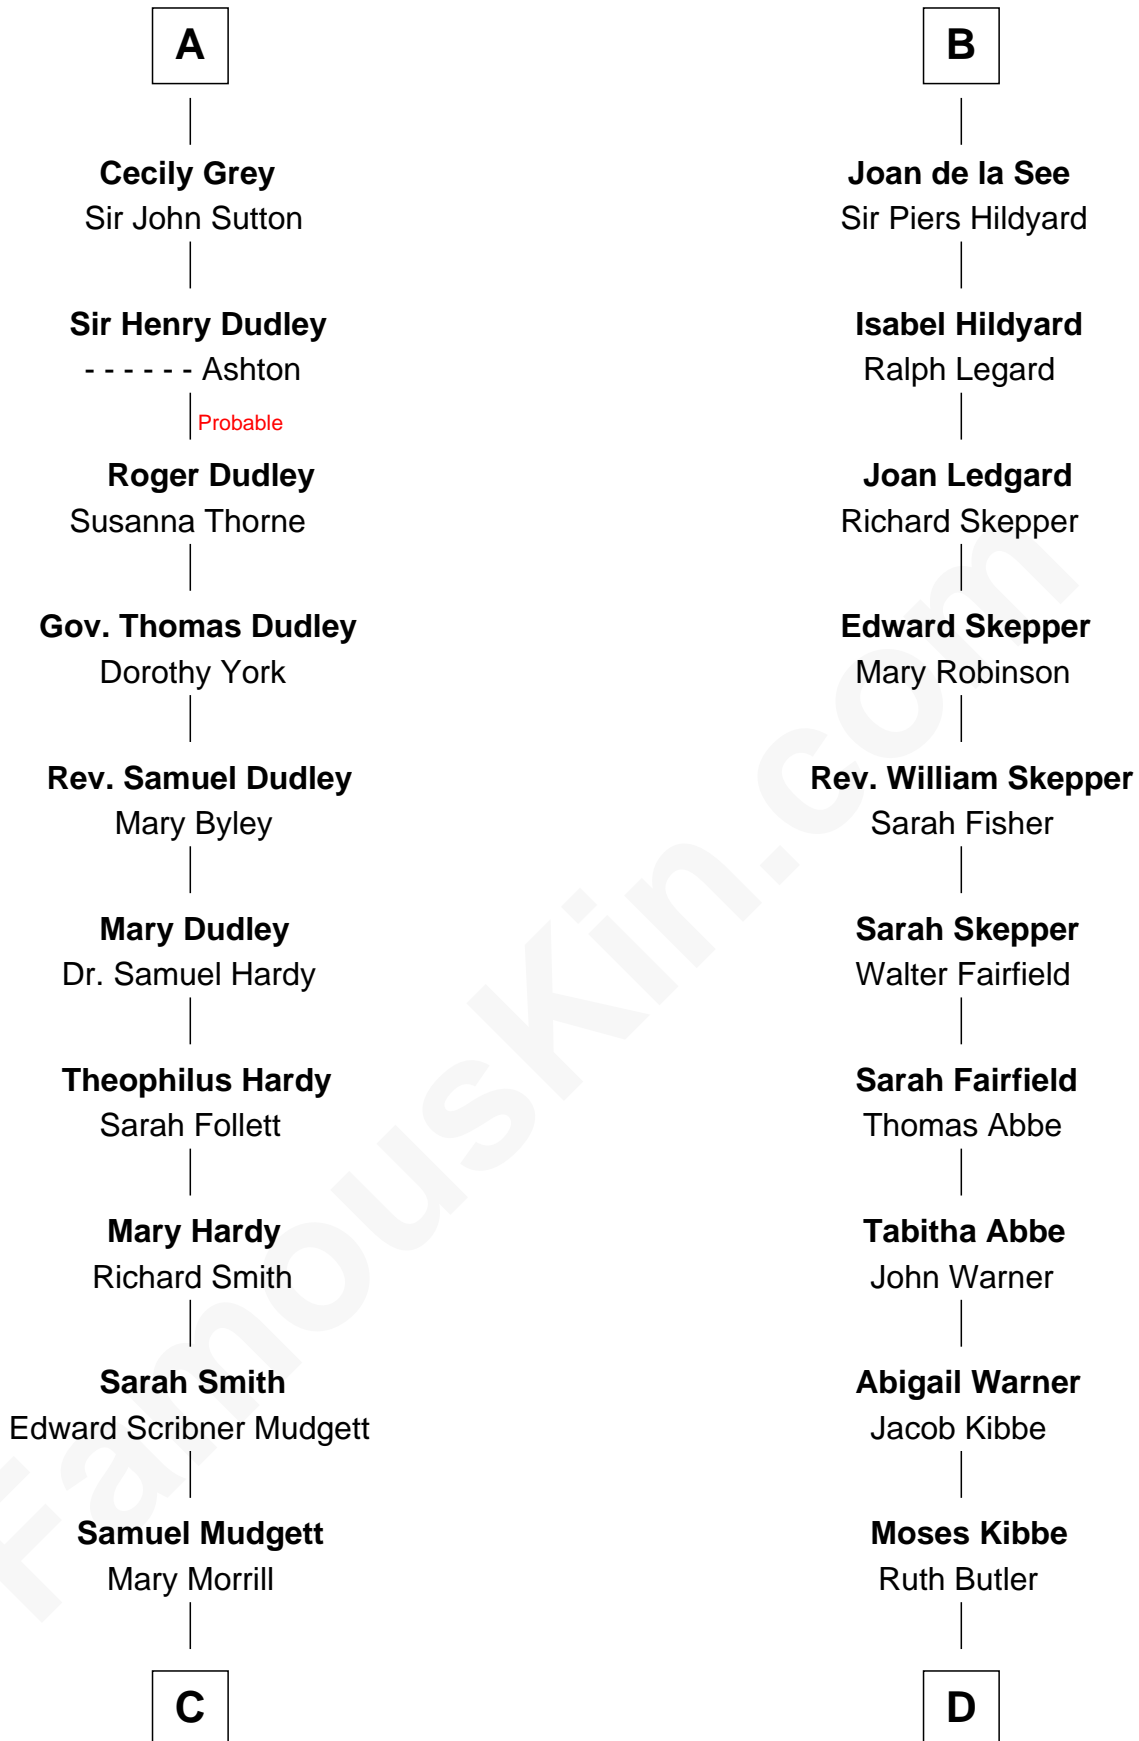 A
Cecily Grey
Sir John Sutton
Sir Henry Dudley
- - - - - - Ashton
Probable
Roger Dudley
Susanna Thorne
Gov. Thomas Dudley
Dorothy York
Rev. Samuel Dudley
Mary Byley
Mary Dudley
Dr. Samuel Hardy
Theophilus Hardy
Sarah Follett
Mary Hardy
Richard Smith
Sarah Smith
Edward Scribner Mudgett
Samuel Mudgett
Mary Morrill
C
B
Joan de la See
Sir Piers Hildyard
Isabel Hildyard
Ralph Legard
Joan Ledgard
Richard Skepper
Edward Skepper
Mary Robinson
Rev. William Skepper
Sarah Fisher
Sarah Skepper
Walter Fairfield
Sarah Fairfield
Thomas Abbe
Tabitha Abbe
John Warner
Abigail Warner
Jacob Kibbe
Moses Kibbe
Ruth Butler
D
FamousKin.com